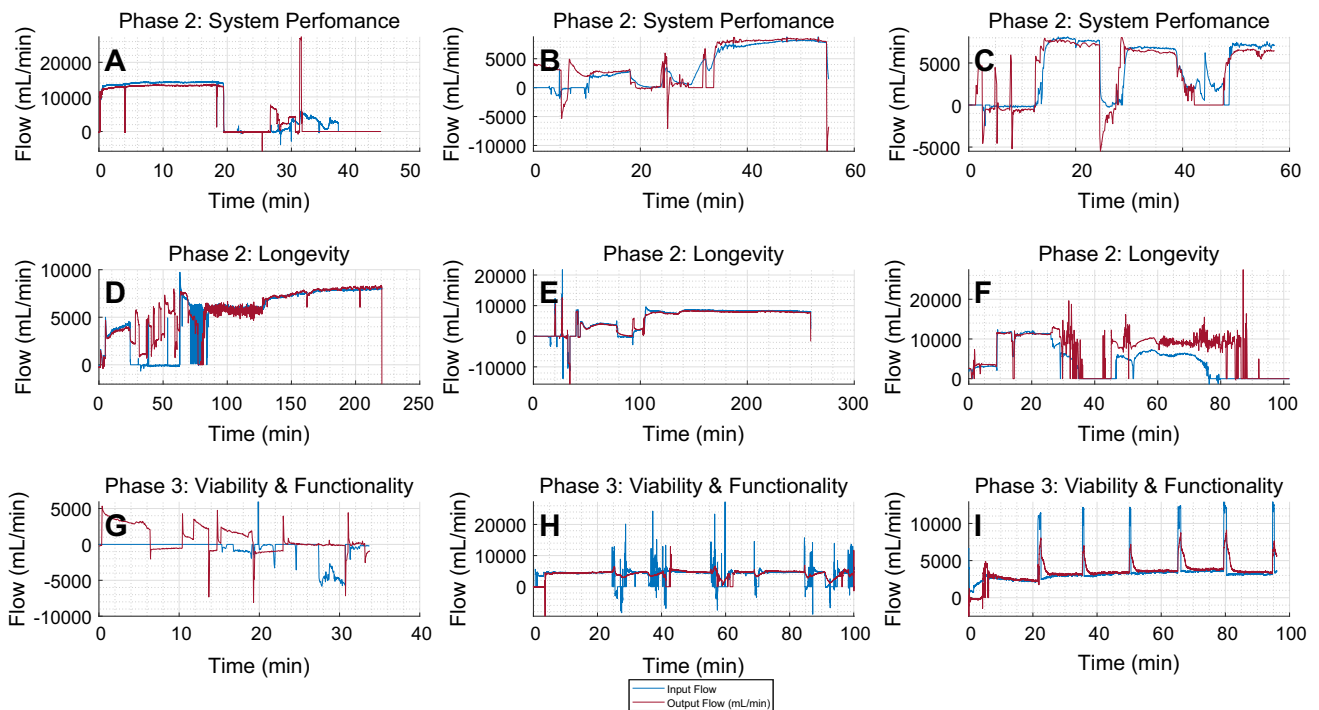 Phase 2: System Perfomance
A
Flow (mL/min)
20000
10000
0
0 10 20 30 40 50
Time (min)
Phase 2: System Perfomance
B
Flow (mL/min)
5000
0
-5000
-10000
0 20 40 60
Time (min)
Phase 2: System Perfomance
C
Flow (mL/min)
5000
0
-5000
0 20 40 60
Time (min)
Phase 2: Longevity
D
Flow (mL/min)
10000
5000
0
0 50 100 150 200 250
Time (min)
Phase 2: Longevity
E
Flow (mL/min)
20000
10000
0
-10000
0 100 200 300
Time (min)
Phase 2: Longevity
F
Flow (mL/min)
20000
10000
0
0 20 40 60 80 100
Time (min)
Phase 3: Viability & Functionality
G
Flow (mL/min)
5000
0
-5000
-10000
0 10 20 30 40
Time (min)
Phase 3: Viability & Functionality
H
Flow (mL/min)
20000
10000
0
0 20 40 60 80 100
Time (min)
Phase 3: Viability & Functionality
I
Flow (mL/min)
10000
5000
0
0 20 40 60 80 100
Time (min)
Input Flow
Output Flow (mL/min)